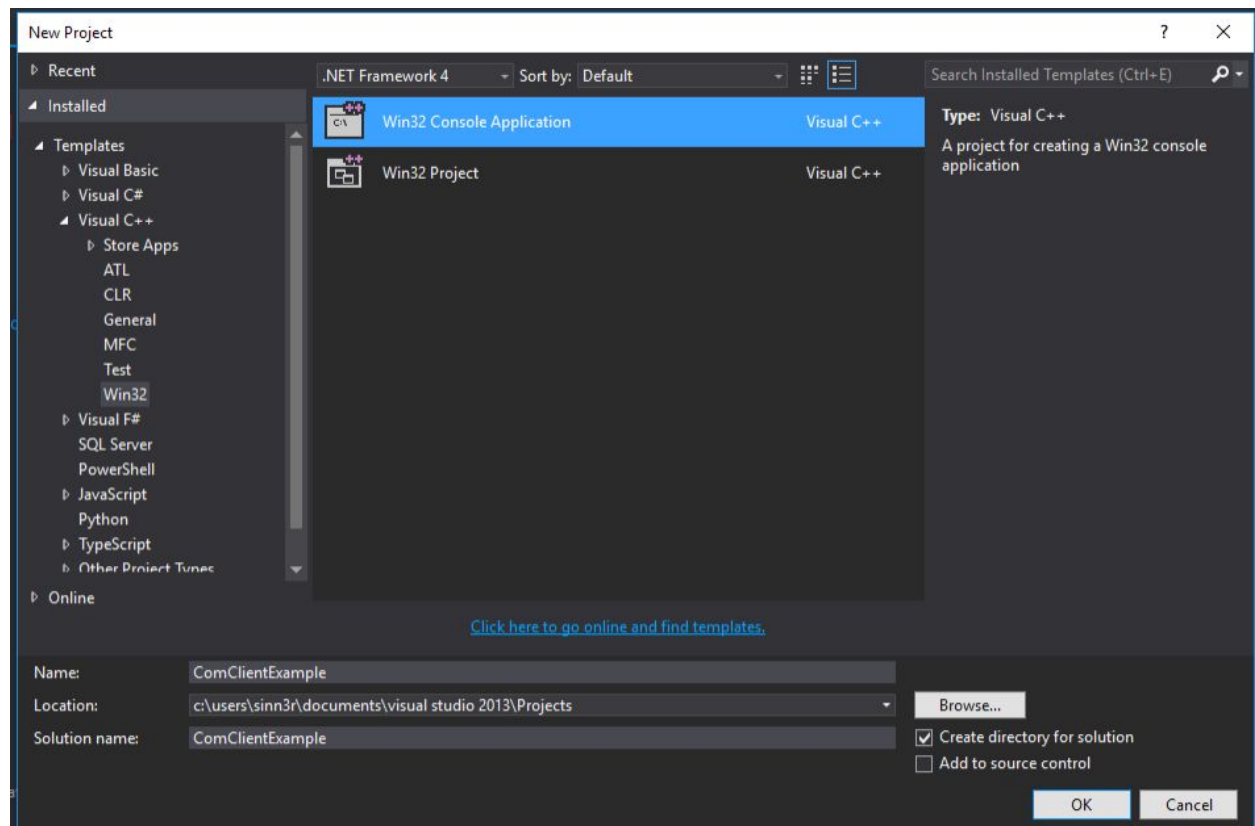 New Project
?
Recent
.NET Framework 4
Sort by: Default
Search Installed Templates (Ctrl+E)
Installed
Templates
Visual Basic
Visual C#
Visual C++
Store Apps
ATL
CLR
General
MFC
Test
Win32
Visual F#
SQL Server
PowerShell
JavaScript
Python
TypeScript
Other Project Types
Online
Win32 Console Application Visual C++
Win32 Project Visual C++
Type: Visual C++
A project for creating a Win32 console
application
Click here to go online and find templates.
Name: ComClientExample
Location: c:\users\sinn3r\documents\visual studio 2013\Projects
Browse...
Solution name: ComClientExample
Create directory for solution
Add to source control
OK
Cancel